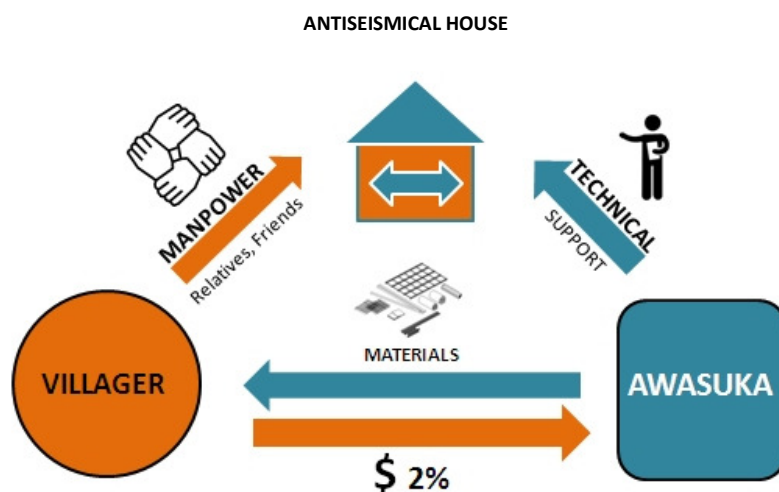 ANTISEISMICAL HOUSE
MANPOWER
Relatives, Friends
TECHNICAL
SUPPORT
MATERIALS
VILLAGER
AWASUKA
$ 2%